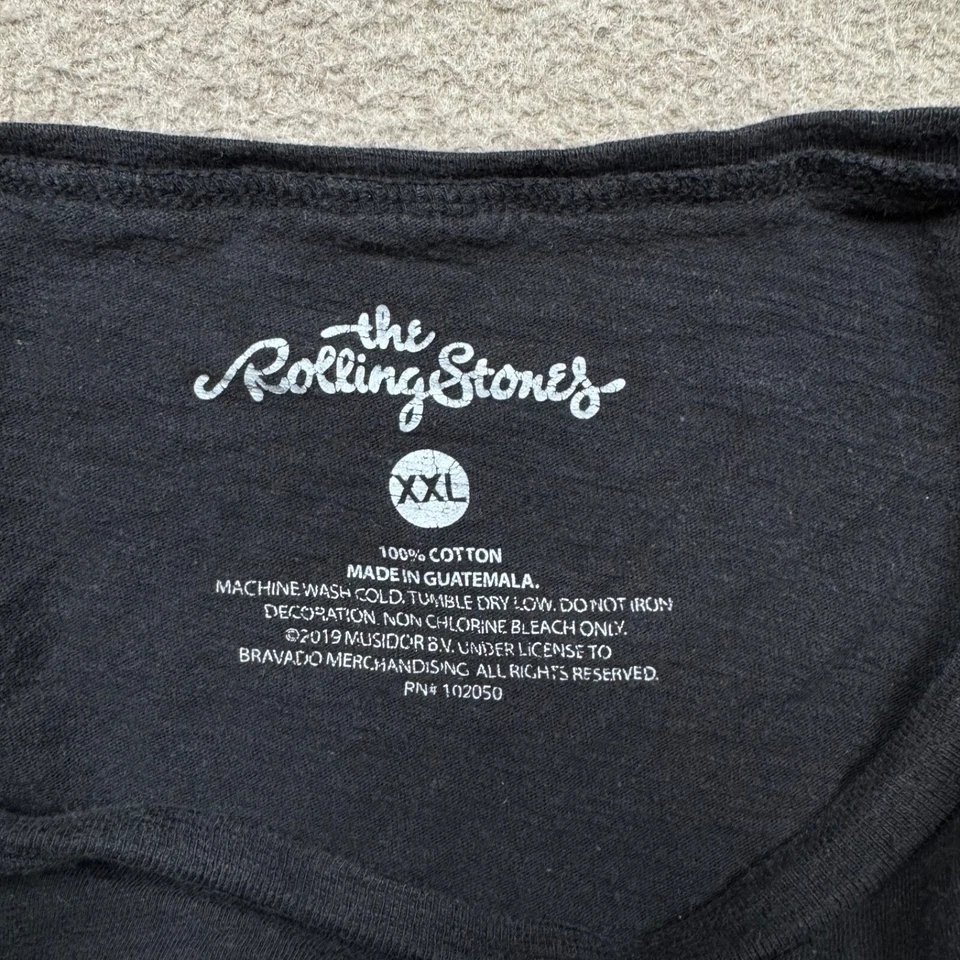 the
Rolling Stones
XXL
100% COTTON
MADE IN GUATEMALA.
MACHINE WASH COLD. TUMBLE DRY LOW. DO NOT IRON
DECORATION. NON CHLORINE BLEACH ONLY.
©2019 MUSIDOR B.V. UNDER LICENSE TO
BRAVADO MERCHANDISING. ALL RIGHTS RESERVED.
RN# 102050